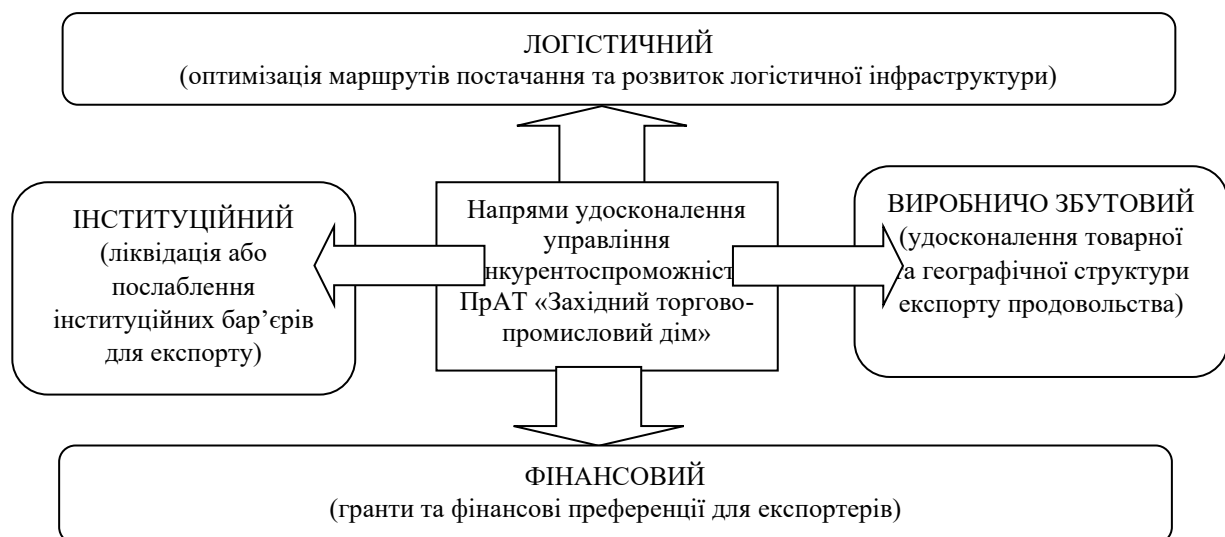 ЛОГІСТИЧНИЙ
(оптимізація маршрутів постачання та розвиток логістичної інфраструктури)
ІНСТИТУЦІЙНИЙ
(ліквідація або
послаблення
інституційних бар’єрів
для експорту)
Напрями удосконалення
управління
нкурентоспроможніст
ПрАТ «Західний торгово-
промисловий дім»
ВИРОБНИЧО ЗБУТОВИЙ
(удосконалення товарної
а географічної структури
експорту продовольства)
ФІНАНСОВИЙ
(гранти та фінансові преференції для експортерів)